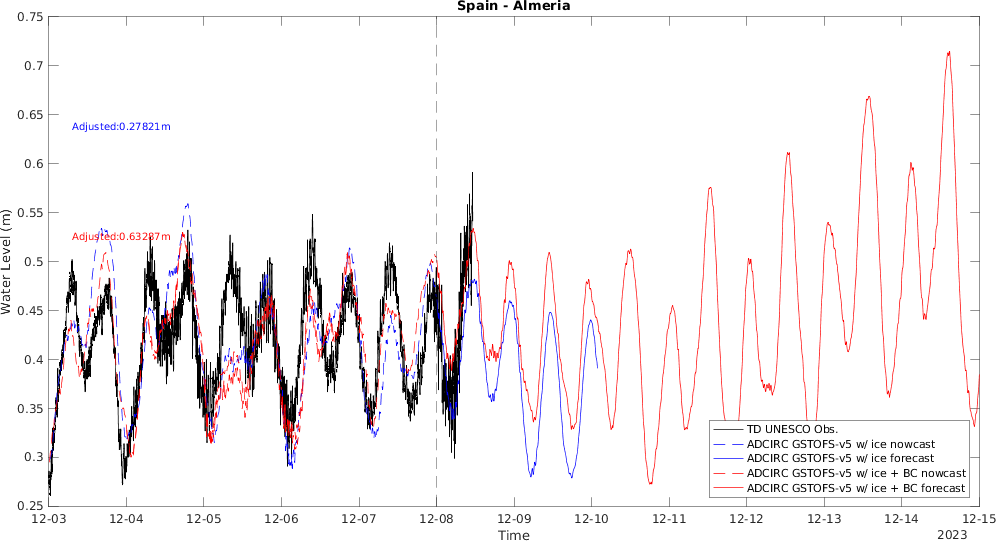 Spain - Almeria
0.75
0.7
0.65
0.6
0.55
0.5
0.45
0.4
0.35
0.3
0.25
Water Level (m)
Adjusted:0.27821m
Adjusted:0.63287m
TD UNESCO Obs.
ADCIRC GSTOFS-v5 w/ ice nowcast
ADCIRC GSTOFS-v5 w/ ice forecast
ADCIRC GSTOFS-v5 w/ ice + BC nowcast
ADCIRC GSTOFS-v5 w/ ice + BC forecast
12-03 12-04 12-05 12-06 12-07 12-08 12-09 12-10 12-11 12-12 12-13 12-14 12-15
Time
2023